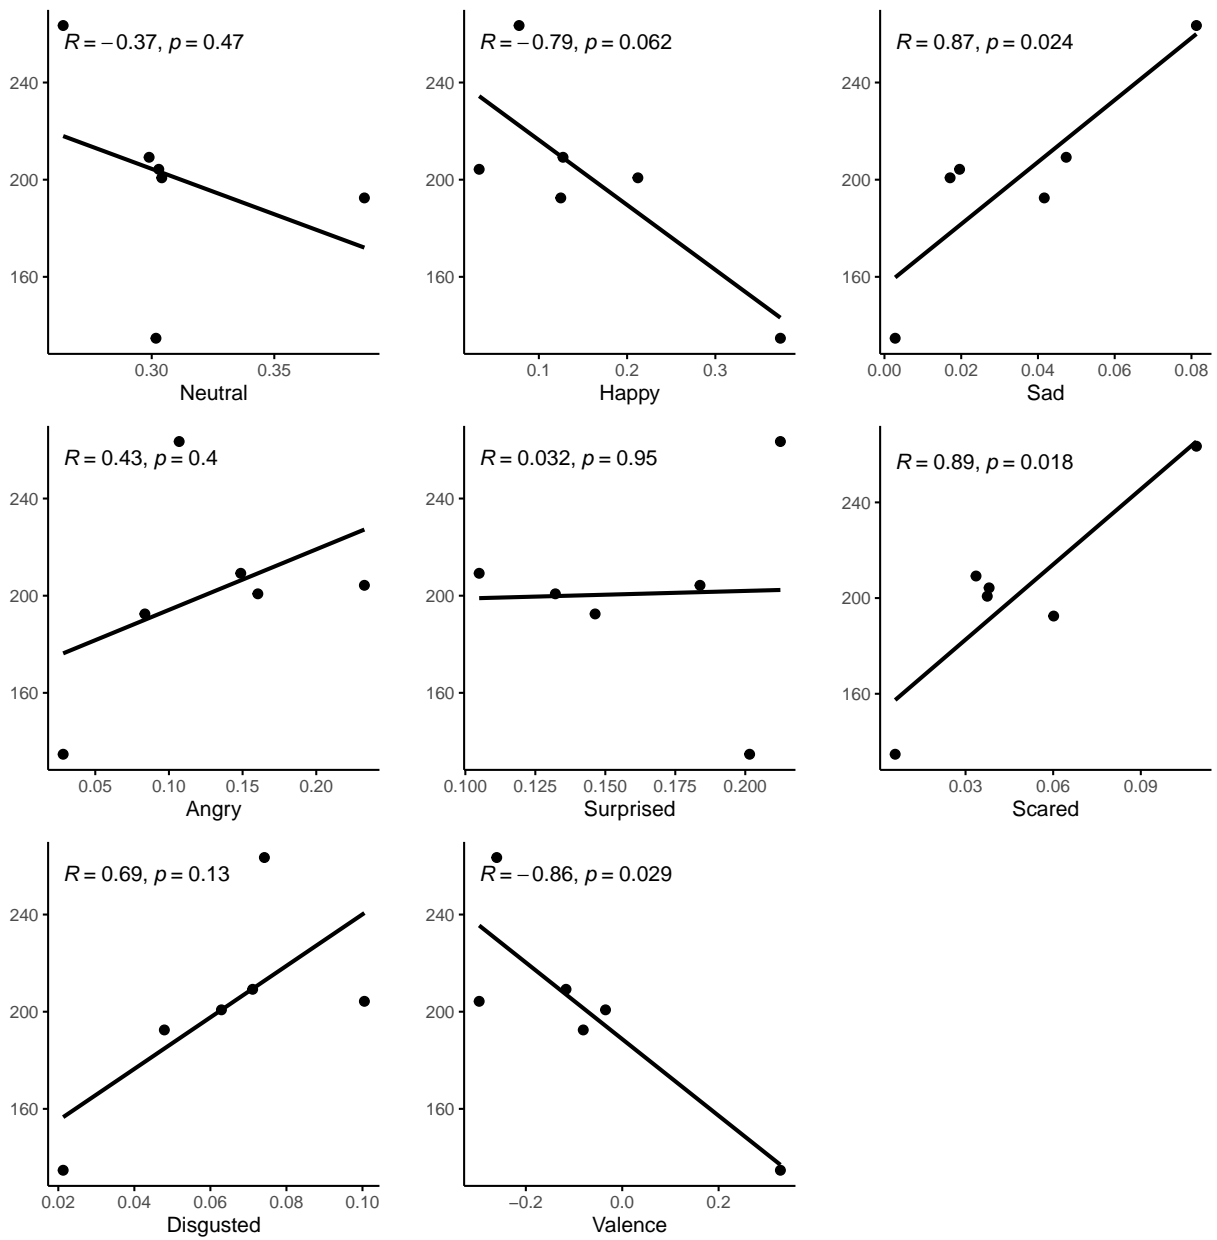 R = −0.37, p = 0.47
240
200
160
0.30 0.35
Neutral
R = −0.79, p = 0.062
0.1 0.2 0.3
Happy
R = 0.87, p = 0.024
240
200
160
0.00 0.02 0.04 0.06 0.08
Sad
R = 0.43, p = 0.4
240
200
160
0.05 0.10 0.15 0.20
Angry
R = 0.032, p = 0.95
240
200
160
0.100 0.125 0.150 0.175 0.200
Surprised
R = 0.89, p = 0.018
240
200
160
0.03 0.06 0.09
Scared
R = 0.69, p = 0.13
240
200
160
0.02 0.04 0.06 0.08 0.10
Disgusted
R = −0.86, p = 0.029
240
200
160
−0.2 0.0 0.2
Valence